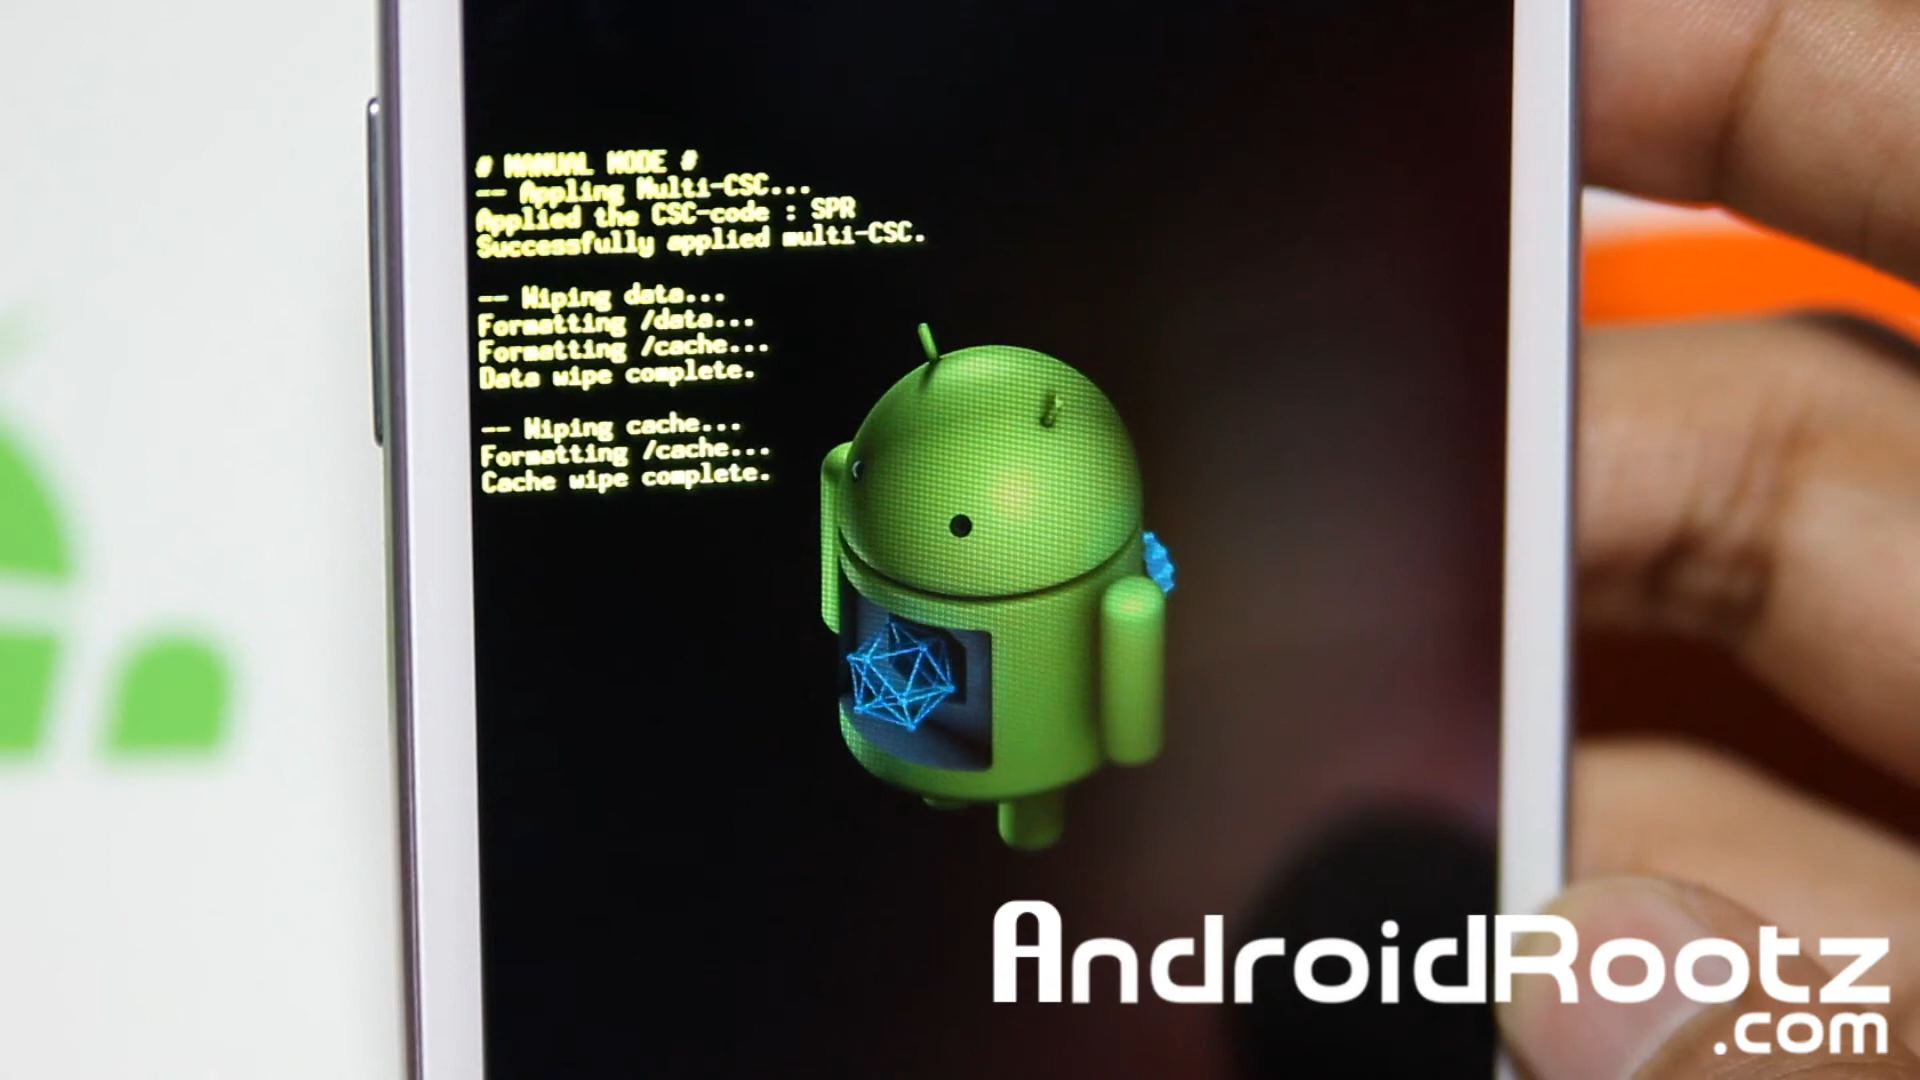 # MANUAL MODE #
-- Appling Multi-CSC...
Applied the CSC-code : SPR
Successfully applied multi-CSC.
-- Wiping data...
Formatting /data...
Formatting /cache...
Data wipe complete.
-- Wiping cache...
Formatting /cache...
Cache wipe complete.
AndroidRootz
.com